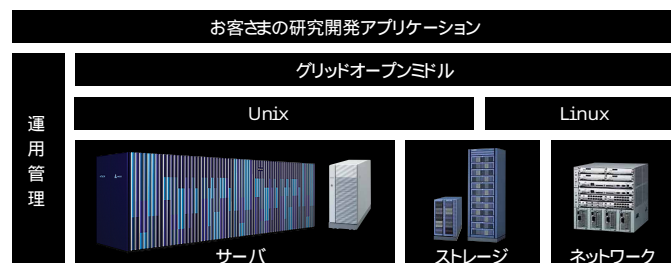 お客さまの研究開発アプリケーション
運用管理
グリッドオープンミドル
Unix
Linux
サーバ
ストレージ
ネットワーク